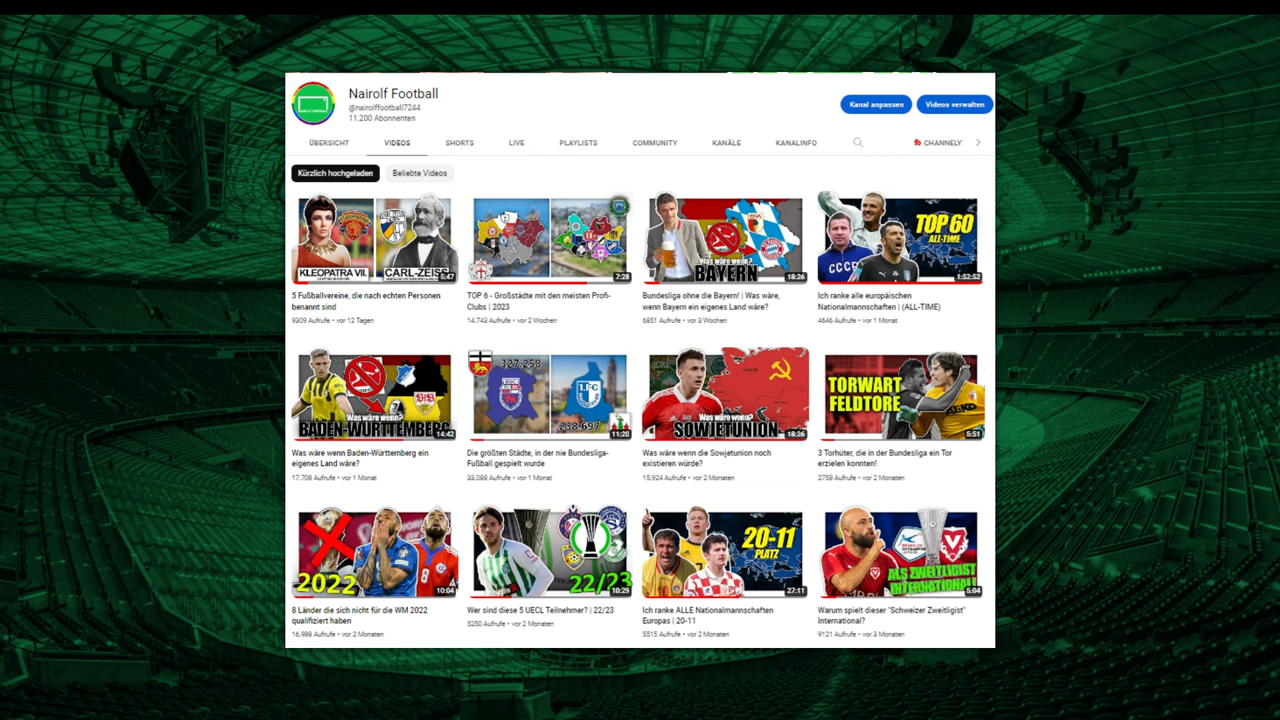 Nairolf Football
@nairolffootball7244
11.200 Abonnenten
Kanal anpassen
Videos verwalten
ÜBERSICHT
VIDEOS
SHORTS
LIVE
PLAYLISTS
COMMUNITY
KANÄLE
KANALINFO
CHANNELY
Kürzlich hochgeladen
Beliebte Videos
KLEOPATRA VII.
CARL-ZEISS
5:47
7:28
Was wäre wenn?
BAYERN
18:26
CCCP
TOP 60
ALL-TIME
1:52:52
5 Fußballvereine, die nach echten Personen
benannt sind
9309 Aufrufe • vor 12 Tagen
TOP 6 - Großstädte mit den meisten Profi-
Clubs | 2023
14.743 Aufrufe • vor 2 Wochen
Bundesliga ohne die Bayern! | Was wäre,
wenn Bayern ein eigenes Land wäre?
6851 Aufrufe • vor 3 Wochen
Ich ranke alle europäischen
Nationalmannschaften | (ALL-TIME)
4646 Aufrufe • vor 1 Monat
Was wäre wenn?
BADEN-WÜRTTEMBERG
14:42
327.258
1.FC
238.697
11:20
Was wäre wenn?
SOWJETUNION
18:26
TORWART
FELDTORE
5:51
Was wäre wenn Baden-Württemberg ein
eigenes Land wäre?
17.708 Aufrufe • vor 1 Monat
Die größten Städte, in der nie Bundesliga-
Fußball gespielt wurde
33.088 Aufrufe • vor 1 Monat
Was wäre wenn die Sowjetunion noch
existieren würde?
15.924 Aufrufe • vor 2 Monaten
3 Torhüter, die in der Bundesliga ein Tor
erzielen konnten!
2758 Aufrufe • vor 2 Monaten
2022
8
10:04
22/23
10:29
20-11
PLATZ
27:11
ALS ZWEITLIGIST
INTERNATIONAL
5:04
8 Länder die sich nicht für die WM 2022
qualifiziert haben
16.988 Aufrufe • vor 2 Monaten
Wer sind diese 5 UECL Teilnehmer? | 22/23
5250 Aufrufe • vor 2 Monaten
Ich ranke ALLE Nationalmannschaften
Europas | 20-11
5515 Aufrufe • vor 2 Monaten
Warum spielt dieser "Schweizer Zweitligist"
International?
9121 Aufrufe • vor 3 Monaten